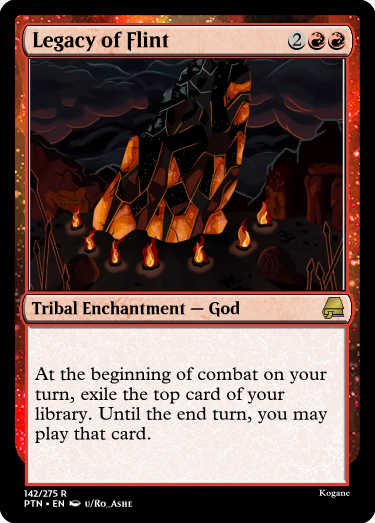 Legacy of Flint 2
Tribal Enchantment — God
At the beginning of combat on your
turn, exile the top card of your
library. Until the end turn, you may
play that card.
142/275 R
Kogane
PTN • EN u/Ro_Ashe